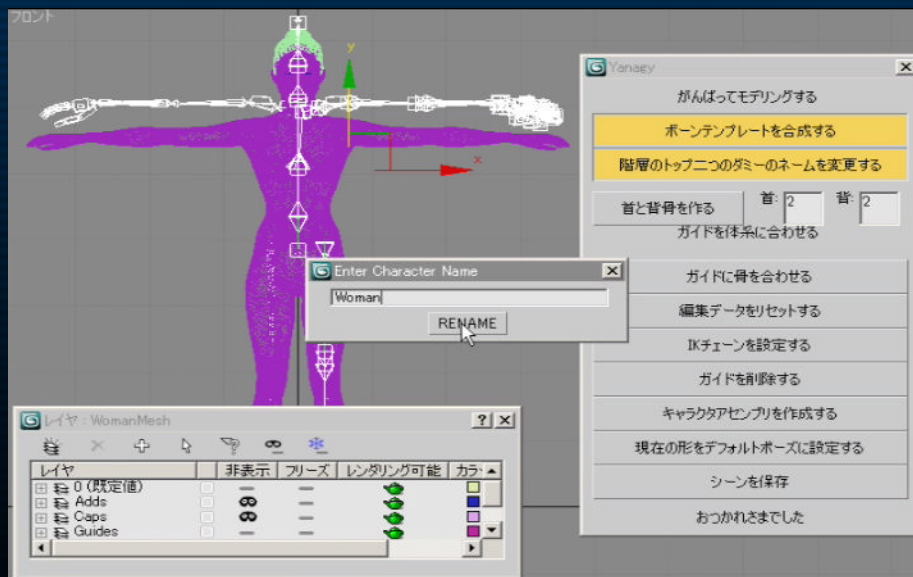 フロント
y
x
Yanagy
がんばってモデリングする
ボーンテンプレートを合成する
階層のトップ二つのダミーのネームを変更する
首と背骨を作る 首: 2 背: 2
ガイドを体系に合わせる
Enter Character Name
Woman
RENAME
ガイドに骨を合わせる
編集データをリセットする
IKチェーンを設定する
ガイドを削除する
キャラクタアセンブリを作成する
現在の形をデフォルトポーズに設定する
シーンを保存
おつかれさまでした
レイヤ : WomanMesh
レイヤ 非表示 フリーズ レンダリング可能 カラー
0 (既定値)
Adds
Caps
Guides